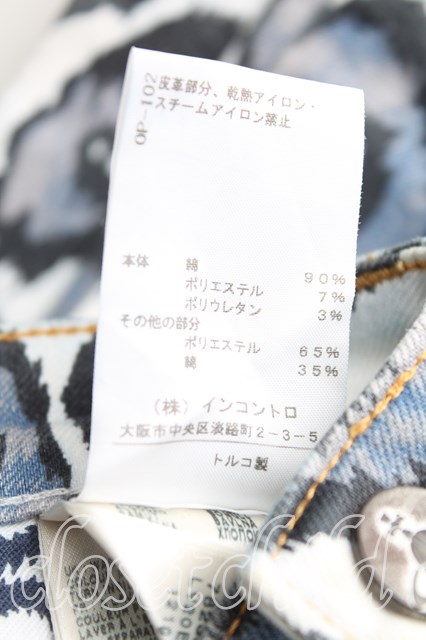 OP-102
皮革部分、乾熱アイロン・
スチームアイロン禁止
本体 綿 90%
ポリエステル 7%
ポリウレタン 3%
その他の部分
ポリエステル 65%
綿 35%
(株) インコントロ
大阪市中央区淡路町2-3-5
トルコ製
closet child